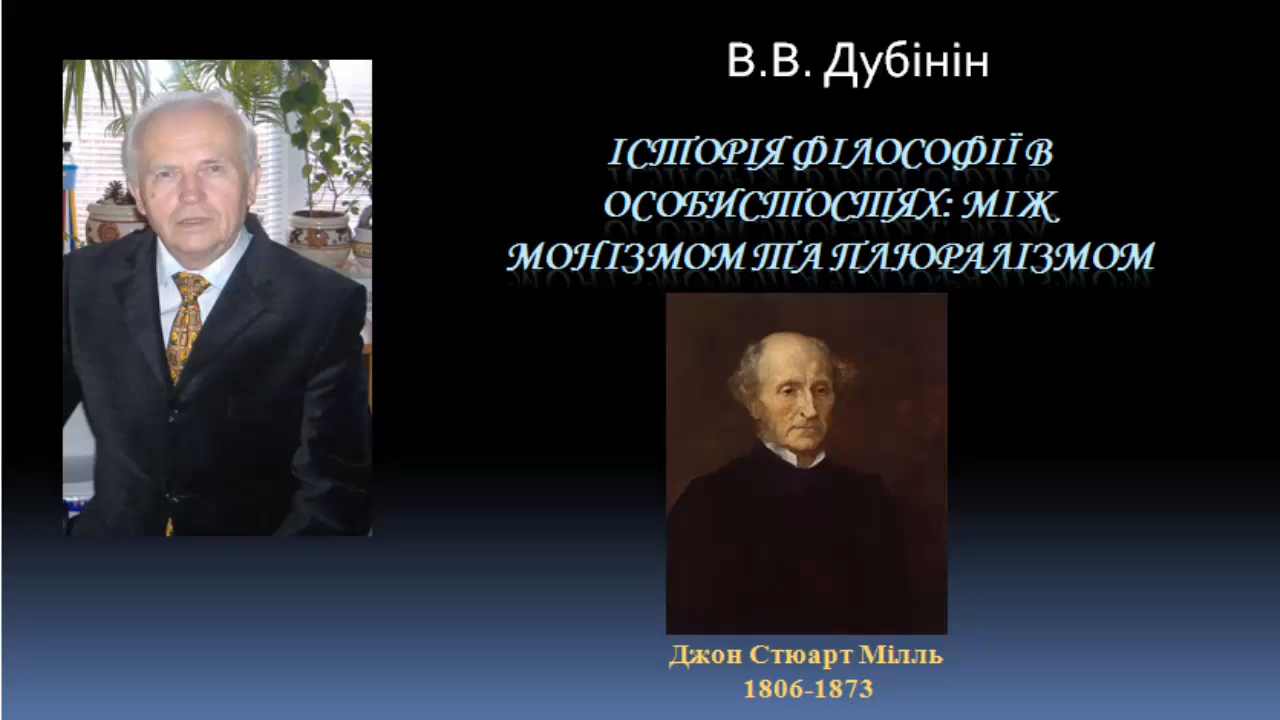 В.В. Дубінін
ІСТОРІЯ ФІЛОСОФІЇ В
ОСОБИСТОСТЯХ: МІЖ
МОНІЗМОМ ТА ПЛЮРАЛІЗМОМ
Джон Стюарт Мілль
1806-1873